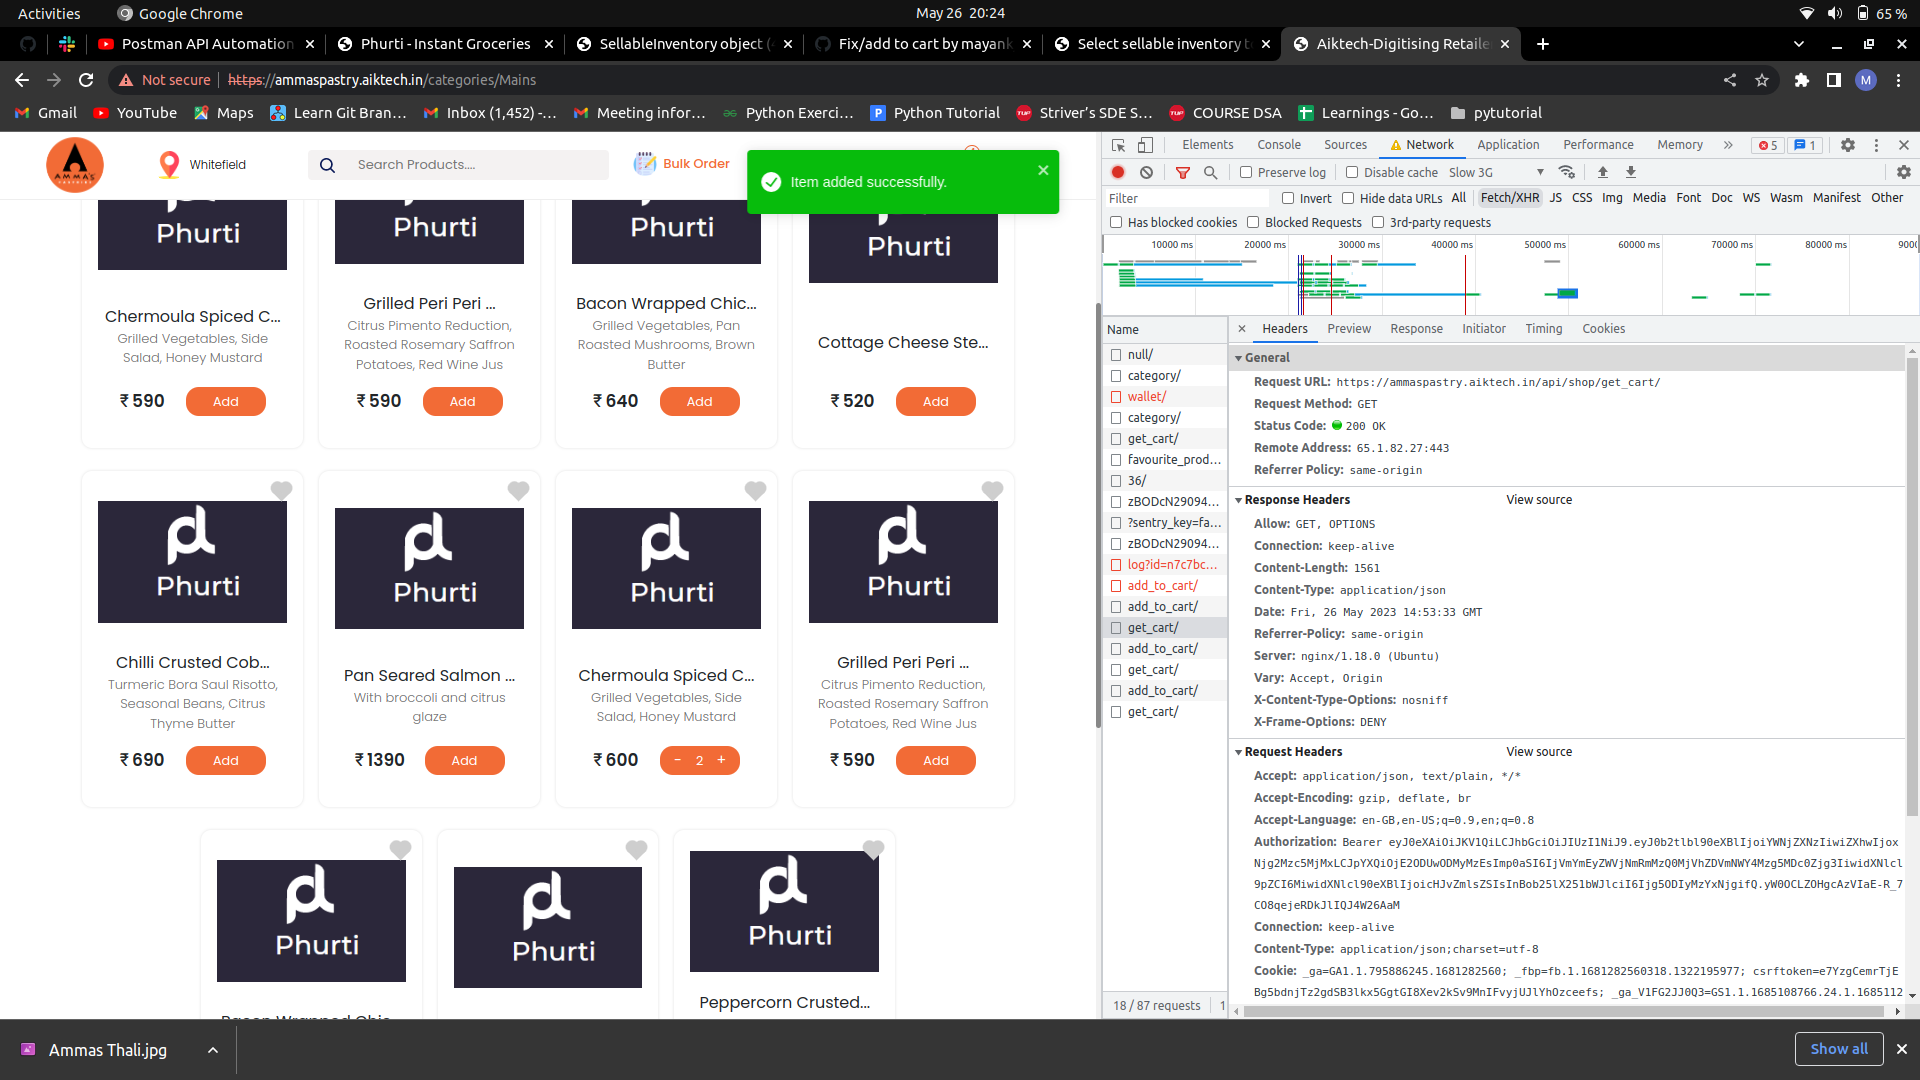 Activities
Google Chrome
May 26 20:24
65 %
Postman API Automation
Phurti - Instant Groceries
SellableInventory object (
Fix/add to cart by mayank
Select sellable inventory t
Aiktech-Digitising Retaile
Not secure
https://ammaspastry.aiktech.in/categories/Mains
M
Gmail
YouTube
Maps
Learn Git Bran...
Inbox (1,452) -...
Meeting infor...
Python Exerci...
Python Tutorial
Striver's SDE S...
COURSE DSA
Learnings - Go...
pytutorial
AMMAS
Whitefield
Search Products....
Bulk Order
Item added successfully.
Phurti
Phurti
Phurti
Phurti
Chermoula Spiced C...
Grilled Vegetables, Side
Salad, Honey Mustard
₹ 590
Add
Grilled Peri Peri ...
Citrus Pimento Reduction,
Roasted Rosemary Saffron
Potatoes, Red Wine Jus
₹ 590
Add
Bacon Wrapped Chic...
Grilled Vegetables, Pan
Roasted Mushrooms, Brown
Butter
₹ 640
Add
Cottage Cheese Ste...
₹ 520
Add
Phurti
Chilli Crusted Cob...
Turmeric Bora Saul Risotto,
Seasonal Beans, Citrus
Thyme Butter
₹ 690
Add
Phurti
Pan Seared Salmon ...
With broccoli and citrus
glaze
₹ 1390
Add
Phurti
Chermoula Spiced C...
Grilled Vegetables, Side
Salad, Honey Mustard
₹ 600
- 2 +
Phurti
Grilled Peri Peri ...
Citrus Pimento Reduction,
Roasted Rosemary Saffron
Potatoes, Red Wine Jus
₹ 590
Add
Phurti
Bacon Wrapped Chic...
Phurti
Phurti
Peppercorn Crusted...
Elements
Console
Sources
Network
Application
Performance
Memory
5
1
Preserve log
Disable cache
Slow 3G
Filter
Invert
Hide data URLs
All
Fetch/XHR
JS
CSS
Img
Media
Font
Doc
WS
Wasm
Manifest
Other
Has blocked cookies
Blocked Requests
3rd-party requests
10000 ms
20000 ms
30000 ms
40000 ms
50000 ms
60000 ms
70000 ms
80000 ms
9000
Name
null/
category/
wallet/
category/
get_cart/
favourite_prod...
36/
zBODcN29094...
?sentry_key=fa...
zBODcN29094...
log?id=n7c7bc...
add_to_cart/
add_to_cart/
get_cart/
add_to_cart/
get_cart/
add_to_cart/
get_cart/
18 / 87 requests
1
Headers
Preview
Response
Initiator
Timing
Cookies
General
Request URL: https://ammaspastry.aiktech.in/api/shop/get_cart/
Request Method: GET
Status Code: 200 OK
Remote Address: 65.1.82.27:443
Referrer Policy: same-origin
Response Headers
View source
Allow: GET, OPTIONS
Connection: keep-alive
Content-Length: 1561
Content-Type: application/json
Date: Fri, 26 May 2023 14:53:33 GMT
Referrer-Policy: same-origin
Server: nginx/1.18.0 (Ubuntu)
Vary: Accept, Origin
X-Content-Type-Options: nosniff
X-Frame-Options: DENY
Request Headers
View source
Accept: application/json, text/plain, */*
Accept-Encoding: gzip, deflate, br
Accept-Language: en-GB,en-US;q=0.9,en;q=0.8
Authorization: Bearer
Connection: keep-alive
Content-Type: application/json;charset=utf-8
Cookie: _ga=GA1.1.795886245.1681282560; _fbp=fb.1.1681282560318.1322195977;
Ammas Thali.jpg
Show all